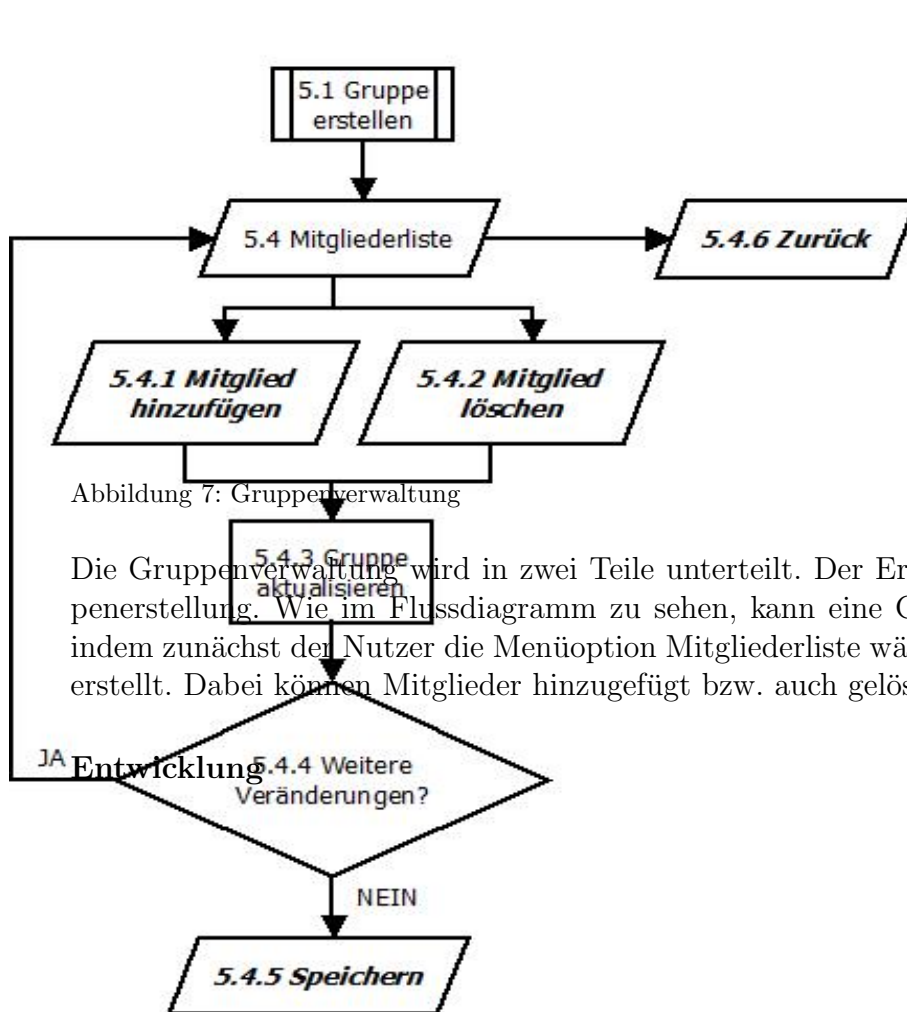 5.1 Gruppe
erstellen
5.4 Mitgliederliste
5.4.6 Zurück
5.4.1 Mitglied
hinzufügen
5.4.2 Mitglied
löschen
Abbildung 7: Gruppenverwaltung
5.4.3 Gruppe
aktualisieren
Die Gruppenverwaltung wird in zwei Teile unterteilt. Der Er
penerstellung. Wie im Flussdiagramm zu sehen, kann eine G
indem zunächst der Nutzer die Menüoption Mitgliederliste wä
erstellt. Dabei können Mitglieder hinzugefügt bzw. auch gelös
JA
Entwicklung
5.4.4 Weitere
Veränderungen?
NEIN
5.4.5 Speichern